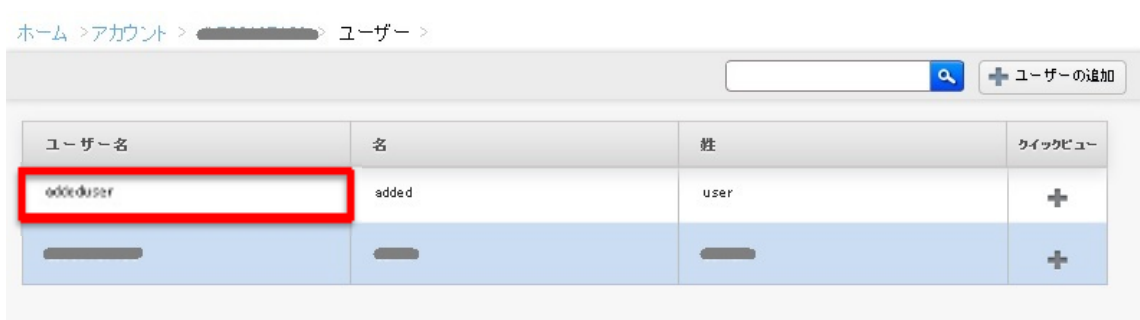 ホーム >アカウント > > ユーザー >
ユーザーの追加
ユーザー名 名 姓 クイックビュー
addeduser added user